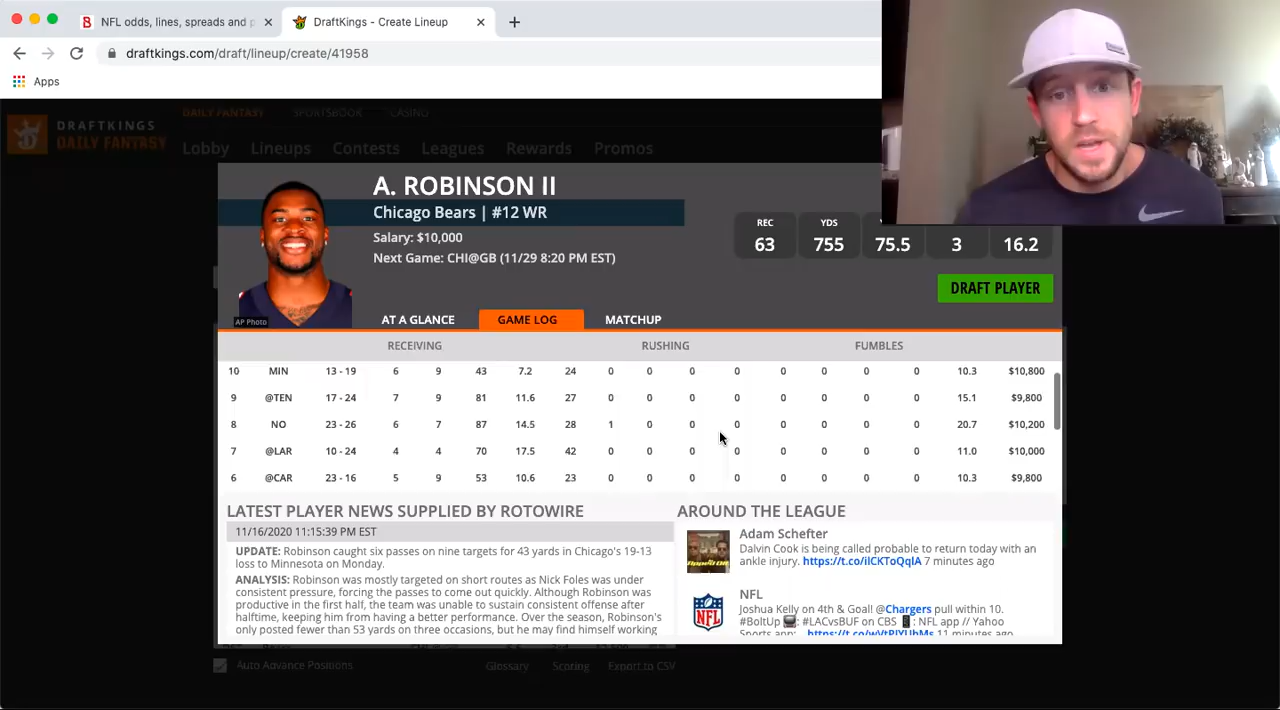 NFL odds, lines, spreads and p
DraftKings - Create Lineup
draftkings.com/draft/lineup/create/41958
Apps
DRAFTKINGS
DAILY FANTASY
DAILY FANTASY SPORTSBOOK CASINO
Lobby Lineups Contests Leagues Rewards Promos
A. ROBINSON II
Chicago Bears | #12 WR
Salary: $10,000
Next Game: CHI@GB (11/29 8:20 PM EST)
REC YDS
63 755 75.5 3 16.2
DRAFT PLAYER
AP Photo
AT A GLANCE GAME LOG MATCHUP
RECEIVING RUSHING FUMBLES
10 MIN 13 - 19 6 9 43 7.2 24 0 0 0 0 0 0 0 10.3 $10,800
9 @TEN 17 - 24 7 9 81 11.6 27 0 0 0 0 0 0 0 15.1 $9,800
8 NO 23 - 26 6 7 87 14.5 28 1 0 0 0 0 0 0 20.7 $10,200
7 @LAR 10 - 24 4 4 70 17.5 42 0 0 0 0 0 0 0 11.0 $10,000
6 @CAR 23 - 16 5 9 53 10.6 23 0 0 0 0 0 0 0 10.3 $9,800
LATEST PLAYER NEWS SUPPLIED BY ROTOWIRE
11/16/2020 11:15:39 PM EST
UPDATE: Robinson caught six passes on nine targets for 43 yards in Chicago's 19-13
loss to Minnesota on Monday.
ANALYSIS: Robinson was mostly targeted on short routes as Nick Foles was under
consistent pressure, forcing the passes to come out quickly. Although Robinson was
productive in the first half, the team was unable to sustain consistent offense after
halftime, keeping him from having a better performance. Over the season, Robinson's
only posted fewer than 53 yards on three occasions, but he may find himself working
AROUND THE LEAGUE
Adam Schefter
Dalvin Cook is being called probable to return today with an
ankle injury. https://t.co/ilCKToQqlA 7 minutes ago
NFL
Joshua Kelly on 4th & Goal! @Chargers pull within 10.
#BoltUp 📺: #LACvsBUF on CBS 📱: NFL app // Yahoo
Sports app: https://t.co/wVtPIYUhMs 11 minutes ago
Auto Advance Positions
Glossary Scoring Export to CSV